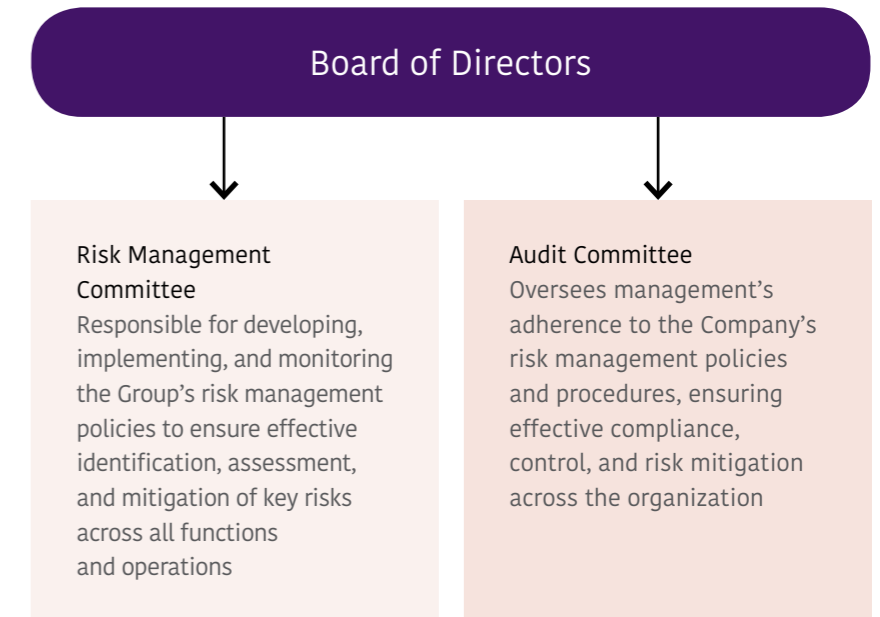 Board of Directors
Risk Management
Committee
Responsible for developing,
implementing, and monitoring
the Group’s risk management
policies to ensure effective
identification, assessment,
and mitigation of key risks
across all functions
and operations
Audit Committee
Oversees management’s
adherence to the Company’s
risk management policies
and procedures, ensuring
effective compliance,
control, and risk mitigation
across the organization